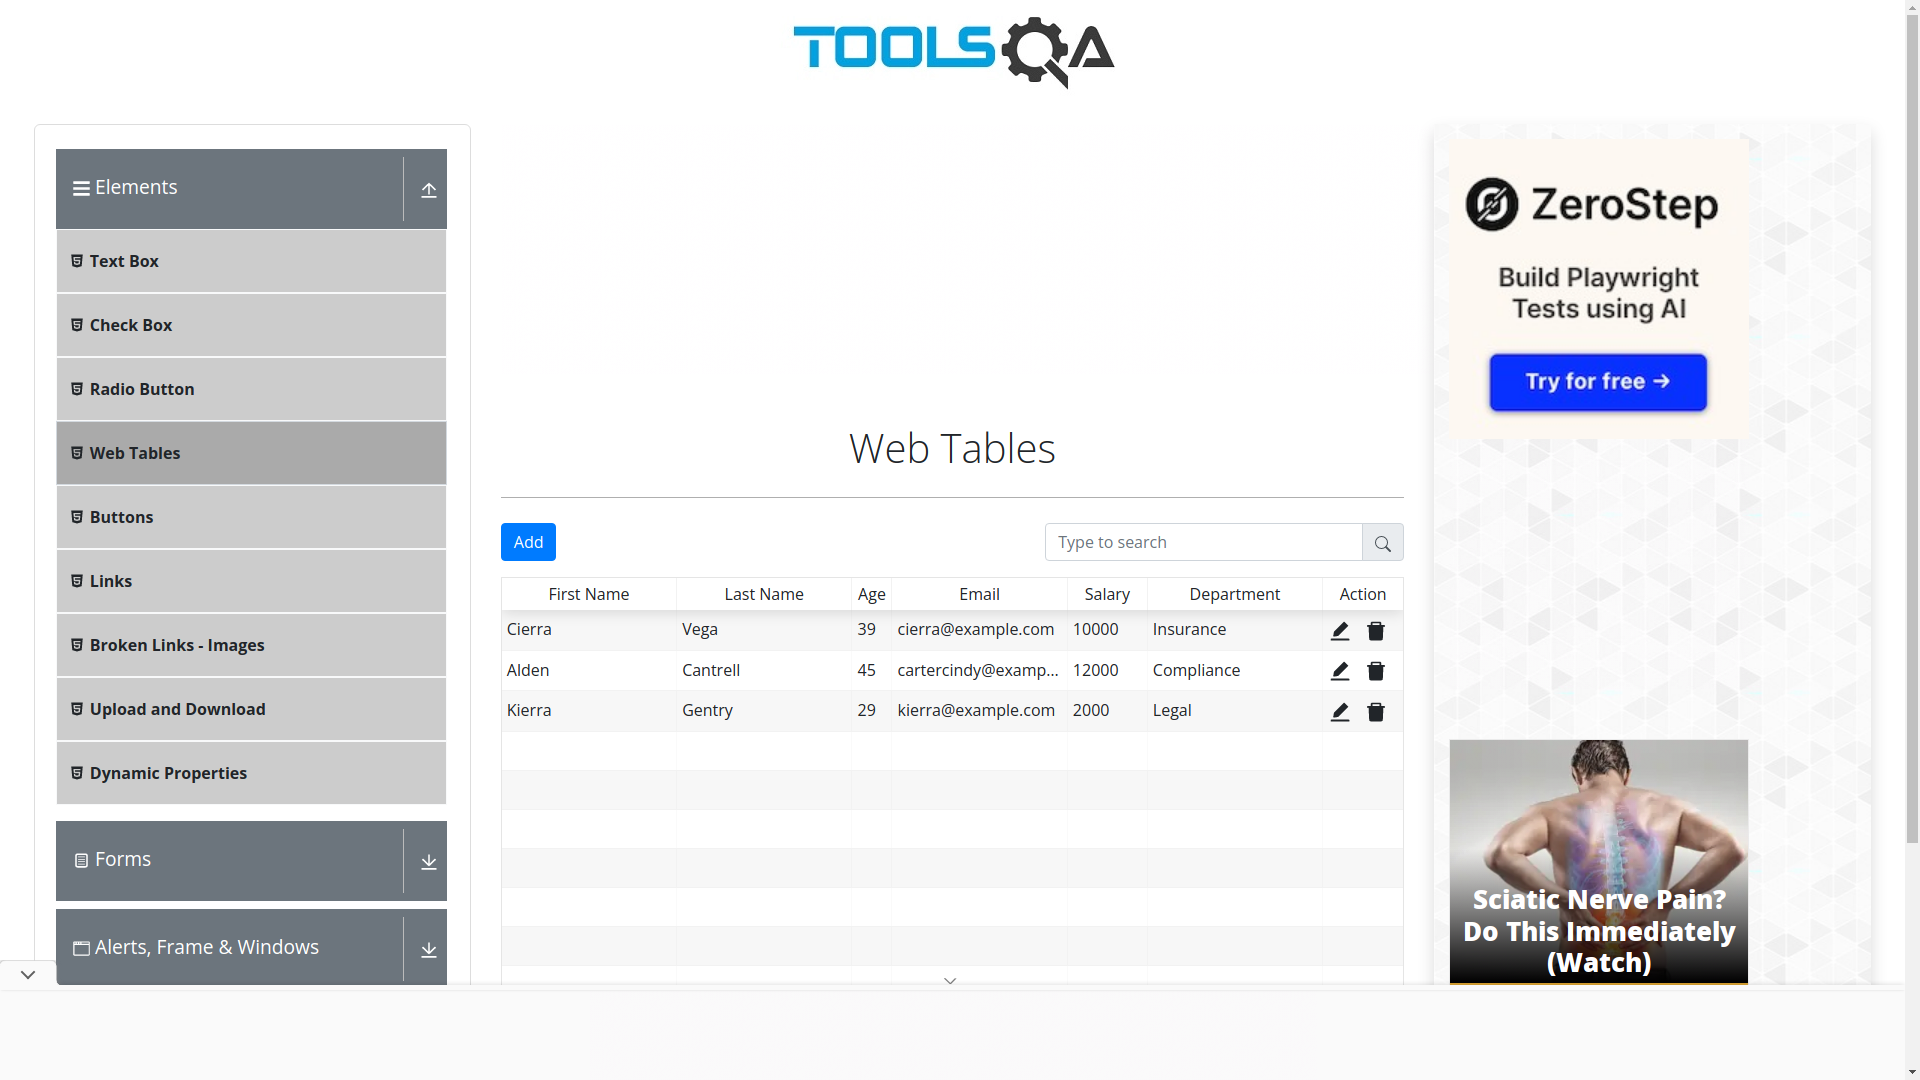 TOOLSQA
Elements
Text Box
Check Box
Radio Button
Web Tables
Buttons
Links
Broken Links - Images
Upload and Download
Dynamic Properties
Forms
Alerts, Frame & Windows
Web Tables
Add
Type to search
First Name Last Name Age Email Salary Department Action
Cierra Vega 39 cierra@example.com 10000 Insurance
Alden Cantrell 45 cartercindy@examp... 12000 Compliance
Kierra Gentry 29 kierra@example.com 2000 Legal
ZeroStep
Build Playwright
Tests using AI
Try for free →
Sciatic Nerve Pain?
Do This Immediately
(Watch)